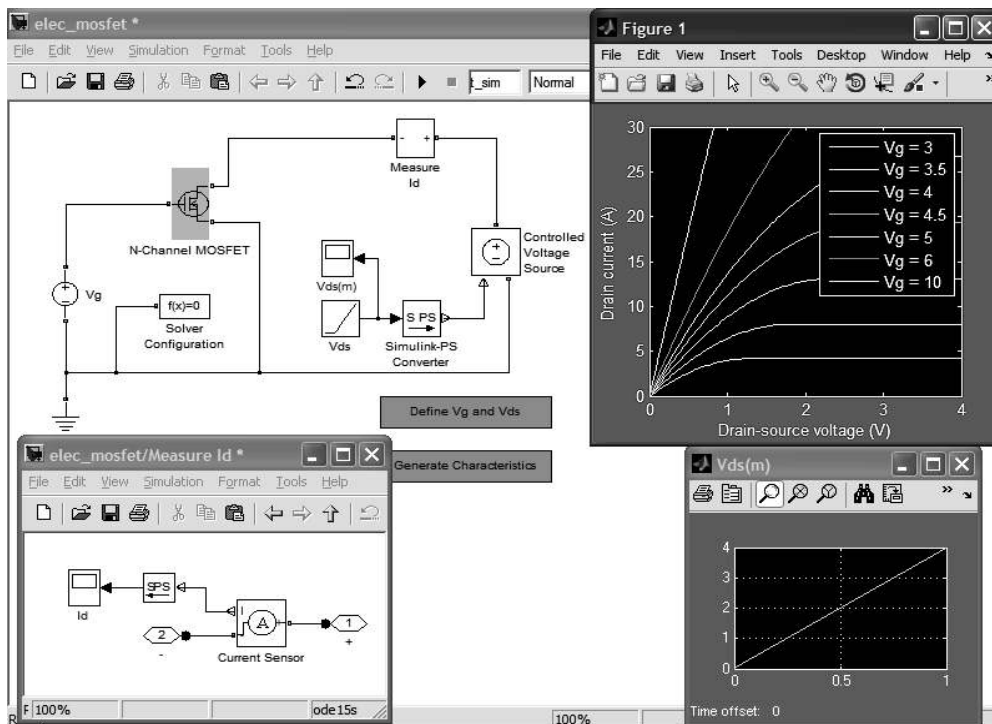 elec_mosfet *
File Edit View Simulation Format Tools Help
t_sim Normal
- +
Measure
Id
N-Channel MOSFET
Controlled
Voltage
Source
Vds(m)
Vg
f(x)=0
Solver
Configuration
Vds
S PS
Simulink-PS
Converter
Define Vg and Vds
Generate Characteristics
100%
Figure 1
File Edit View Insert Tools Desktop Window Help
30
25
20
15
10
5
0
Drain current (A)
Vg = 3
Vg = 3.5
Vg = 4
Vg = 4.5
Vg = 5
Vg = 6
Vg = 10
0 1 2 3 4
Drain-source voltage (V)
elec_mosfet/Measure Id *
File Edit View Simulation Format Tools Help
Id
SPS
I
A
2
-
1
+
Current Sensor
F 100% ode15s
Vds(m)
4
3
2
1
0
0 0.5 1
Time offset: 0